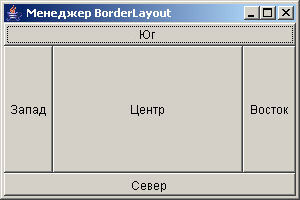 Менеджер BorderLayout
Юг
Запад
Центр
Восток
Север